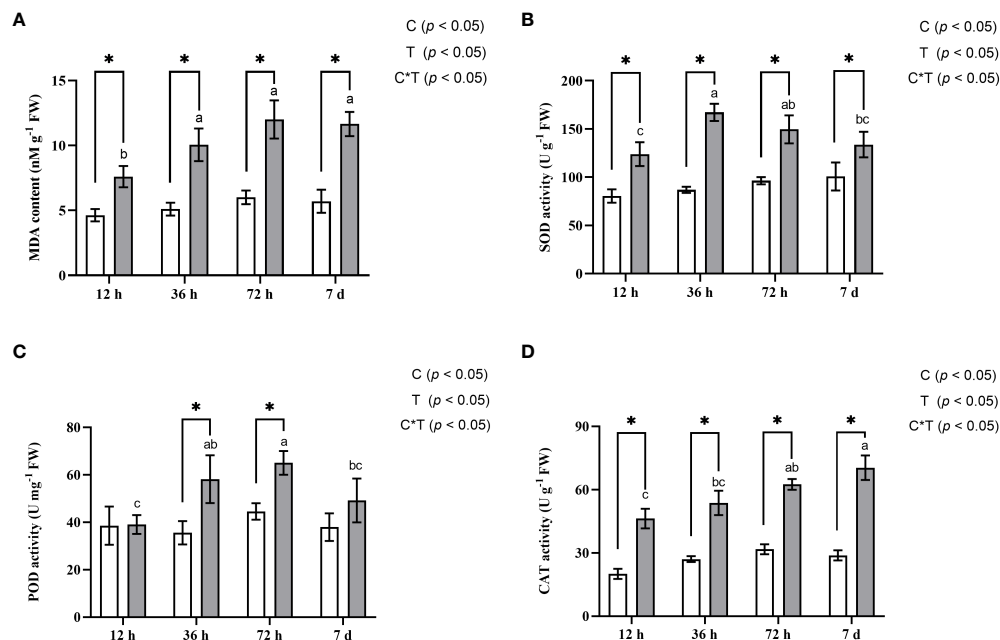 A
C (p < 0.05)
T (p < 0.05)
C*T (p < 0.05)
MDA content (nM g⁻¹ FW)
15
10
5
0
* * * *
b a a a
12 h 36 h 72 h 7 d
B
C (p < 0.05)
T (p < 0.05)
C*T (p < 0.05)
SOD activity (U g⁻¹ FW)
200
150
100
50
0
* * * *
c a ab bc
12 h 36 h 72 h 7 d
C
C (p < 0.05)
T (p < 0.05)
C*T (p < 0.05)
POD activity (U mg⁻¹ FW)
80
60
40
20
0
* *
c ab a bc
12 h 36 h 72 h 7 d
D
C (p < 0.05)
T (p < 0.05)
C*T (p < 0.05)
CAT activity (U g⁻¹ FW)
90
60
30
0
* * * *
c bc ab a
12 h 36 h 72 h 7 d